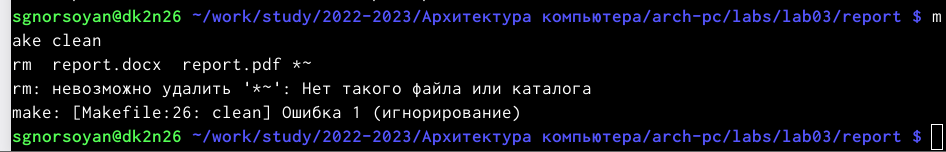 sgnorsoyan@dk2n26 ~/work/study/2022-2023/Архитектура компьютера/arch-pc/labs/lab03/report $ m
ake clean
rm  report.docx  report.pdf *~
rm: невозможно удалить '*~': Нет такого файла или каталога
make: [Makefile:26: clean] Ошибка 1 (игнорирование)
sgnorsoyan@dk2n26 ~/work/study/2022-2023/Архитектура компьютера/arch-pc/labs/lab03/report $